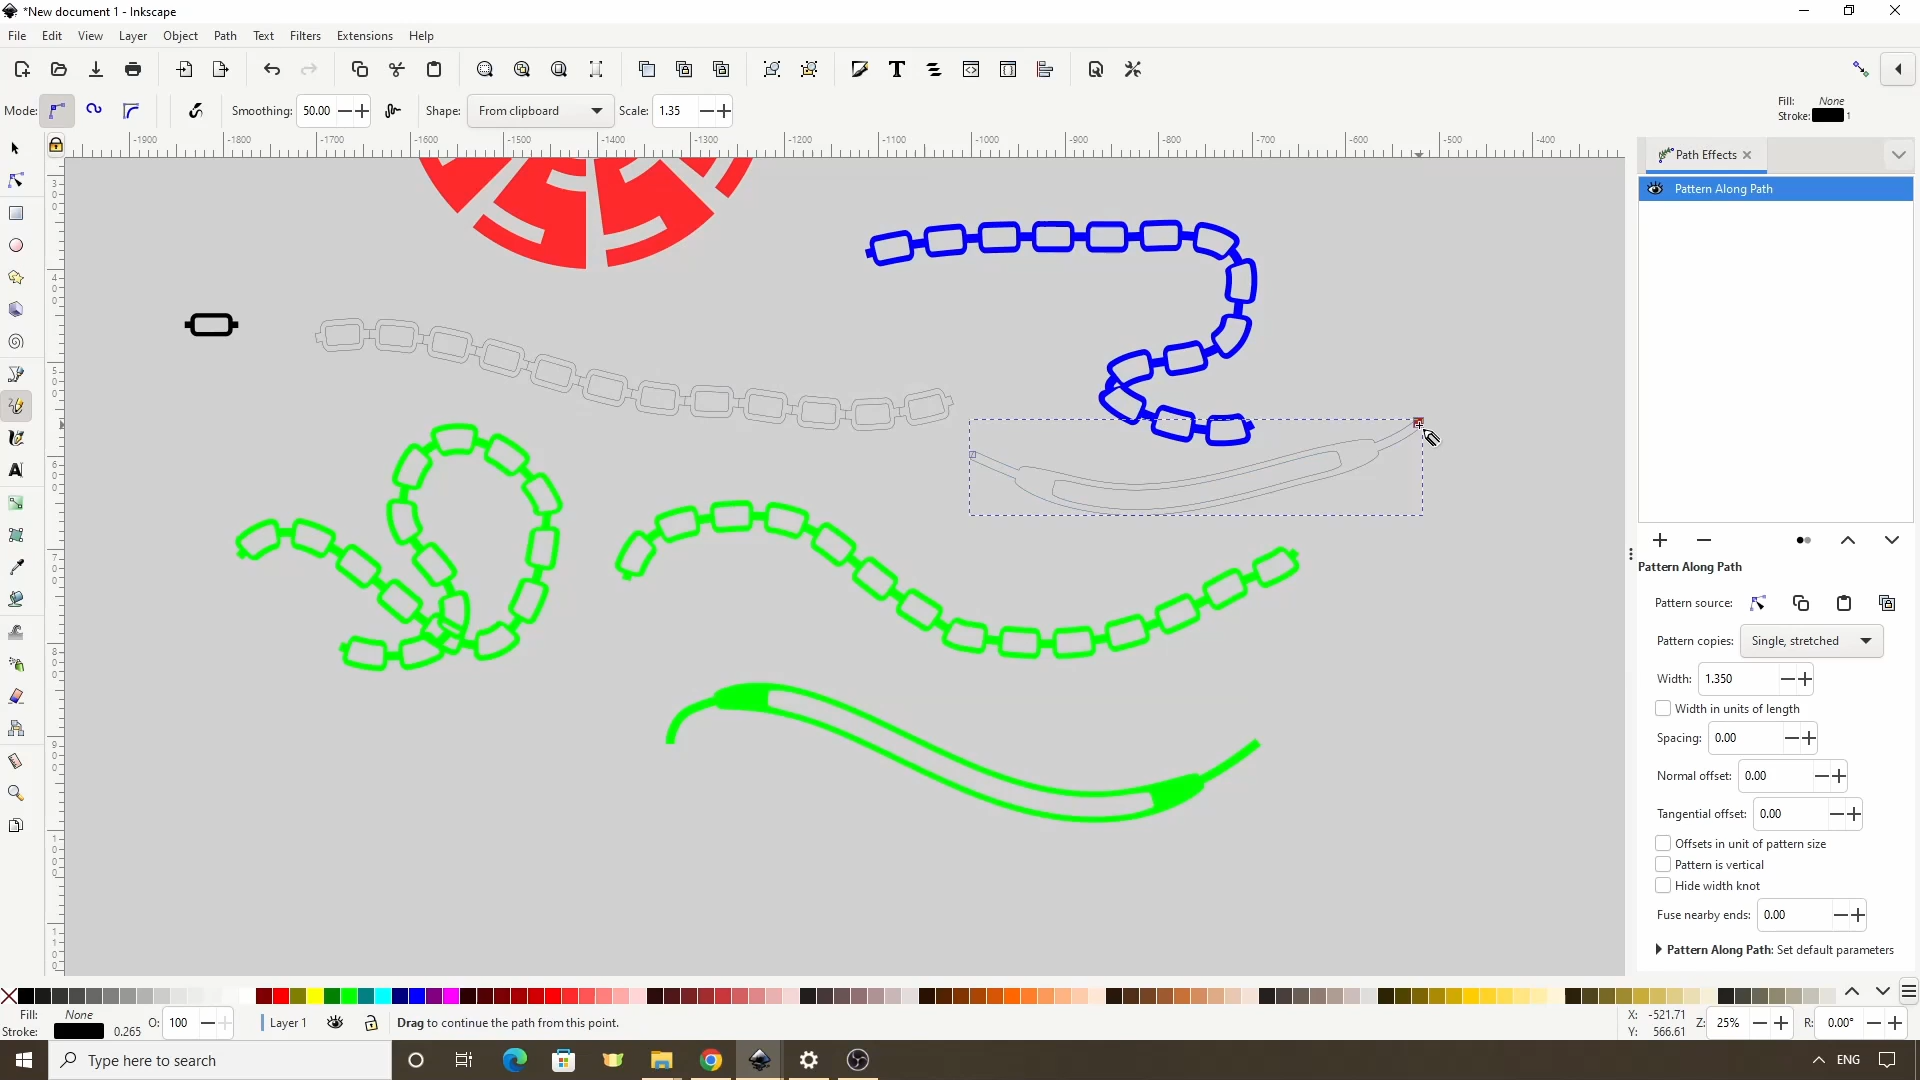 *New document 1 - Inkscape
File Edit View Layer Object Path Text Filters Extensions Help
Mode: Smoothing: 50.00 Shape: From clipboard Scale: 1.35
Fill: None
Stroke: 1
-1900 -1800 -1700 -1600 -1500 -1400 -1300 -1200 -1100 -1000 -900 -800 -700 -600 -500 -400
Path Effects
Pattern Along Path
Pattern Along Path
Pattern source:
Pattern copies: Single, stretched
Width: 1.350
Width in units of length
Spacing: 0.00
Normal offset: 0.00
Tangential offset: 0.00
Offsets in unit of pattern size
Pattern is vertical
Hide width knot
Fuse nearby ends: 0.00
Pattern Along Path: Set default parameters
Fill: None
Stroke: 0.265
O: 100
Layer 1
Drag to continue the path from this point.
X: -521.71
Y: 566.61
Z: 25%
R: 0.00°
Type here to search
ENG